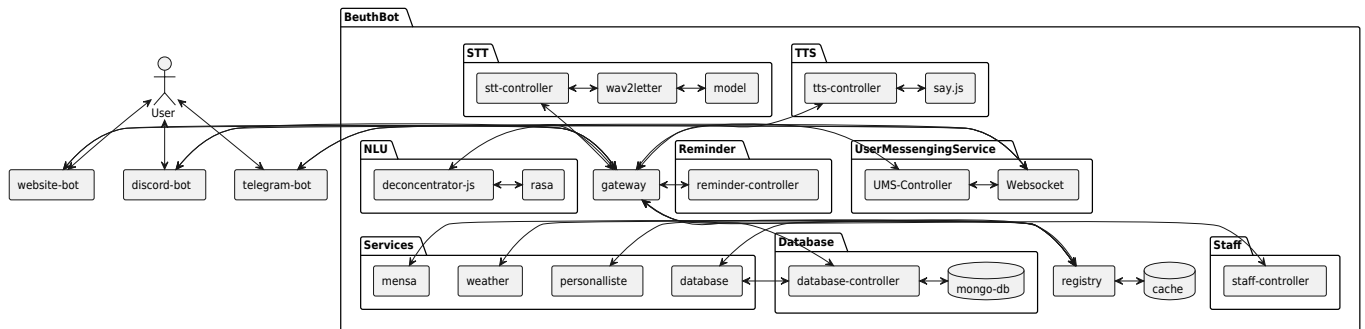 BeuthBot
STT
TTS
stt-controller
wav2letter
model
tts-controller
say.js
User
NLU
Reminder
UserMessengingService
website-bot
discord-bot
telegram-bot
deconcentrator-js
rasa
gateway
reminder-controller
UMS-Controller
Websocket
Services
Database
Staff
mensa
weather
personalliste
database
database-controller
mongo-db
registry
cache
staff-controller